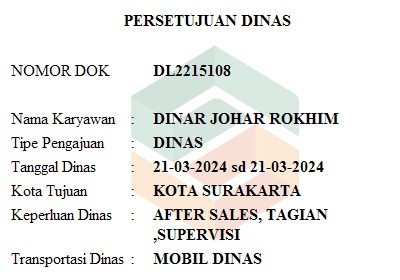 PERSETUJUAN DINAS
NOMOR DOK DL2215108
Nama Karyawan : DINAR JOHAR ROKHIM
Tipe Pengajuan : DINAS
Tanggal Dinas : 21-03-2024 sd 21-03-2024
Kota Tujuan : KOTA SURAKARTA
Keperluan Dinas : AFTER SALES, TAGIAN
,SUPERVISI
Transportasi Dinas : MOBIL DINAS